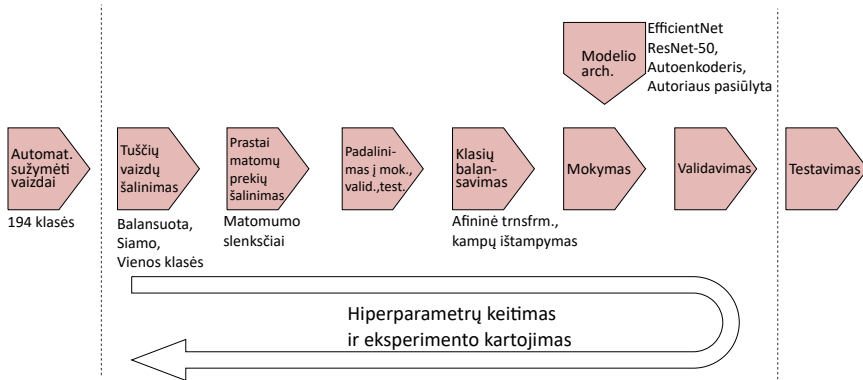 EfficientNet
ResNet-50,
Autoenkoderis,
Autoriaus pasiūlyta
Modelio
arch.
Automat.
sužymėti
vaizdai
194 klasės
Tuščių
vaizdų
šalinimas
Balansuota,
Siamo,
Vienos klasės
Prastai
matomų
prekių
šalinimas
Matomumo
slenksčiai
Padalini-
mas į mok.,
valid.,test.
Klasių
balan-
savimas
Afininė trnsfrm.,
kampų ištampymas
Mokymas
Validavimas
Testavimas
Hiperparametrų keitimas
ir eksperimento kartojimas